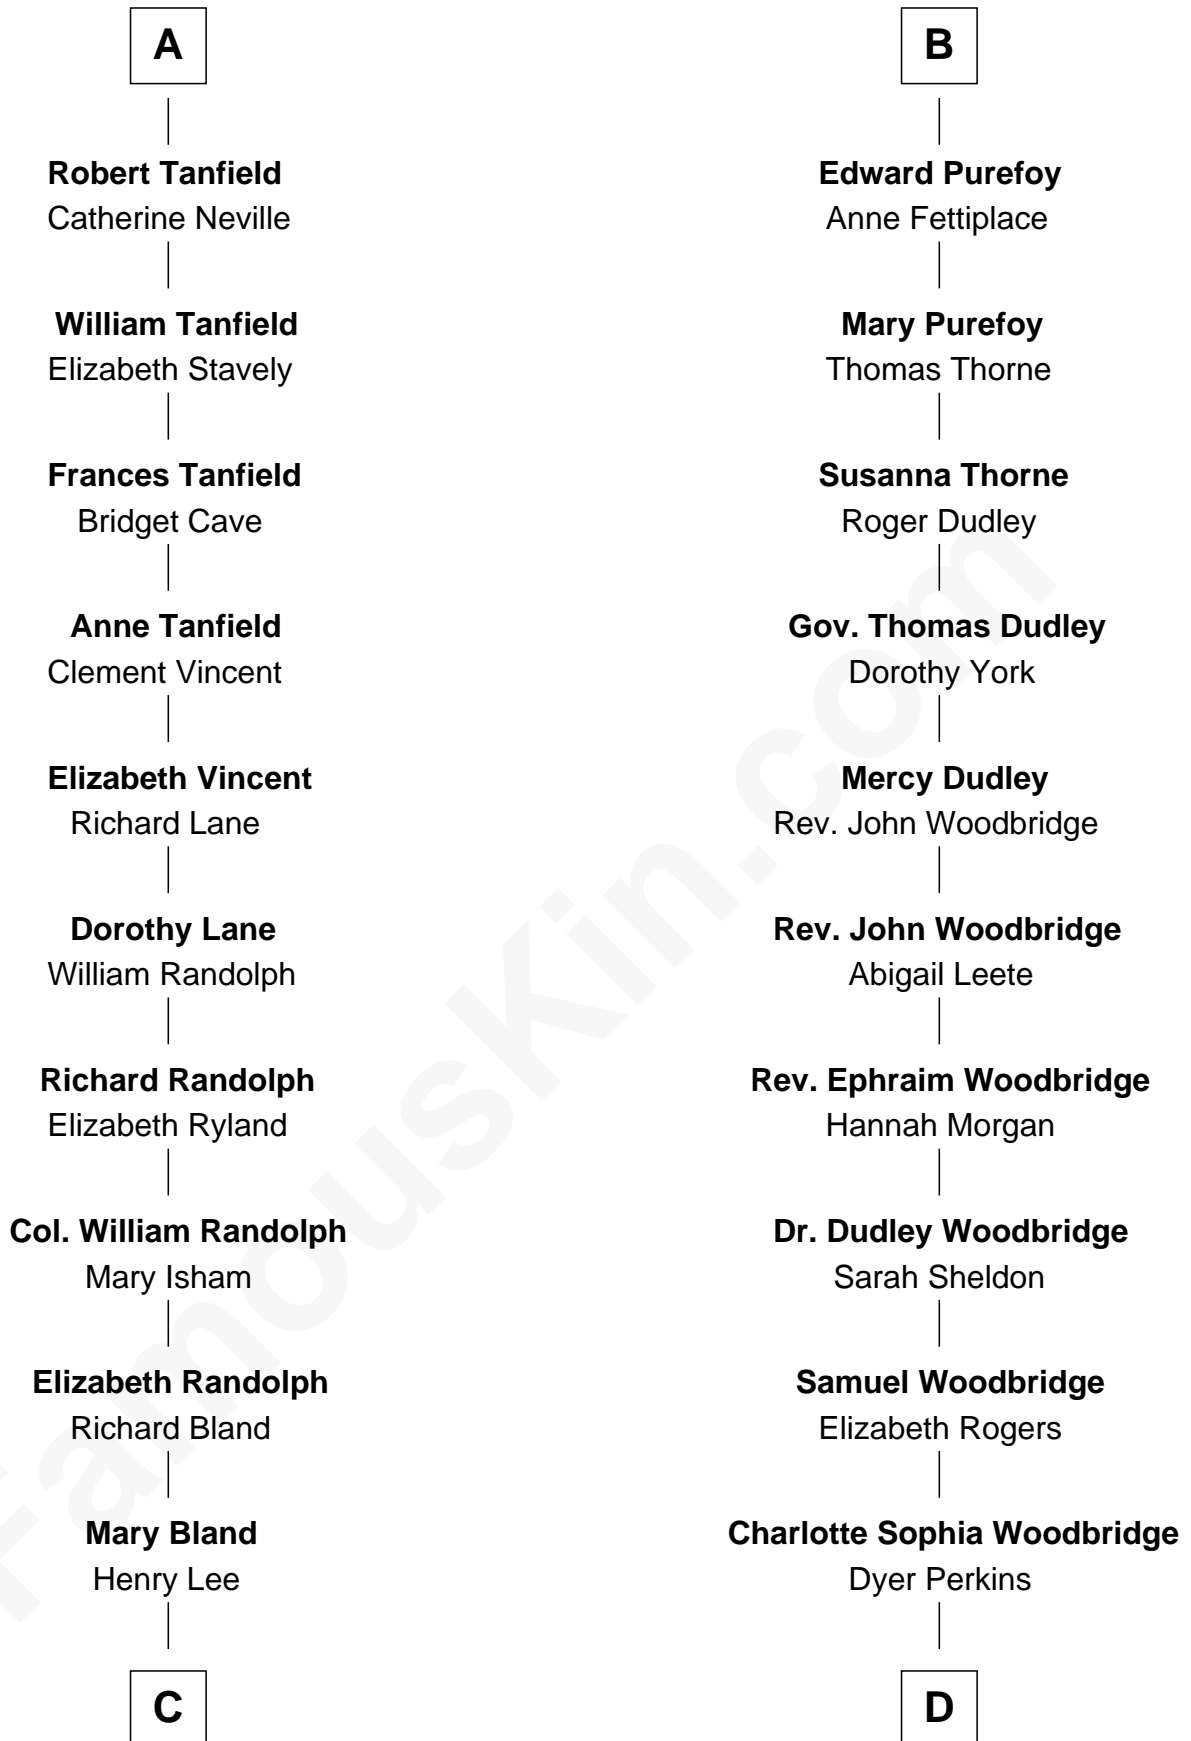 A
Robert Tanfield
Catherine Neville
William Tanfield
Elizabeth Stavely
Frances Tanfield
Bridget Cave
Anne Tanfield
Clement Vincent
Elizabeth Vincent
Richard Lane
Dorothy Lane
William Randolph
Richard Randolph
Elizabeth Ryland
Col. William Randolph
Mary Isham
Elizabeth Randolph
Richard Bland
Mary Bland
Henry Lee
C
B
Edward Purefoy
Anne Fettiplace
Mary Purefoy
Thomas Thorne
Susanna Thorne
Roger Dudley
Gov. Thomas Dudley
Dorothy York
Mercy Dudley
Rev. John Woodbridge
Rev. John Woodbridge
Abigail Leete
Rev. Ephraim Woodbridge
Hannah Morgan
Dr. Dudley Woodbridge
Sarah Sheldon
Samuel Woodbridge
Elizabeth Rogers
Charlotte Sophia Woodbridge
Dyer Perkins
D
FamousKin.com